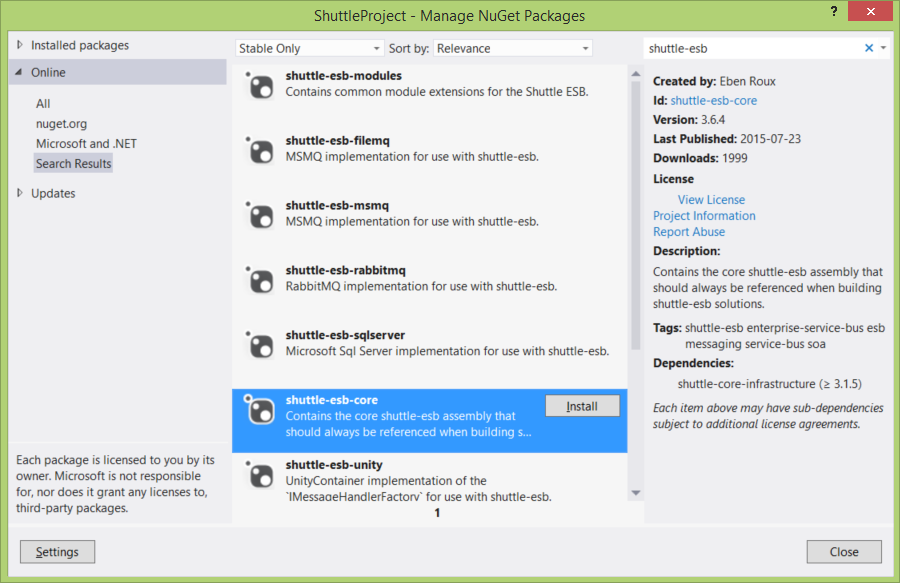 ShuttleProject - Manage NuGet Packages
?
Installed packages
Online
All
nuget.org
Microsoft and .NET
Search Results
Updates
Each package is licensed to you by its
owner. Microsoft is not responsible
for, nor does it grant any licenses to,
third-party packages.
Stable Only
Sort by: Relevance
shuttle-esb-modules
Contains common module extensions for the Shuttle ESB.
shuttle-esb-filemq
MSMQ implementation for use with shuttle-esb.
shuttle-esb-msmq
MSMQ implementation for use with shuttle-esb.
shuttle-esb-rabbitmq
RabbitMQ implementation for use with shuttle-esb.
shuttle-esb-sqlserver
Microsoft Sql Server implementation for use with shuttle-esb.
shuttle-esb-core
Contains the core shuttle-esb assembly that
should always be referenced when building s...
Install
shuttle-esb-unity
UnityContainer implementation of the
`IMessageHandlerFactory` for use with shuttle-esb.
1
shuttle-esb
Created by: Eben Roux
Id: shuttle-esb-core
Version: 3.6.4
Last Published: 2015-07-23
Downloads: 1999
License
View License
Project Information
Report Abuse
Description:
Contains the core shuttle-esb assembly that
should always be referenced when building
shuttle-esb solutions.
Tags: shuttle-esb enterprise-service-bus esb
messaging service-bus soa
Dependencies:
shuttle-core-infrastructure (≥ 3.1.5)
Each item above may have sub-dependencies
subject to additional license agreements.
Settings
Close